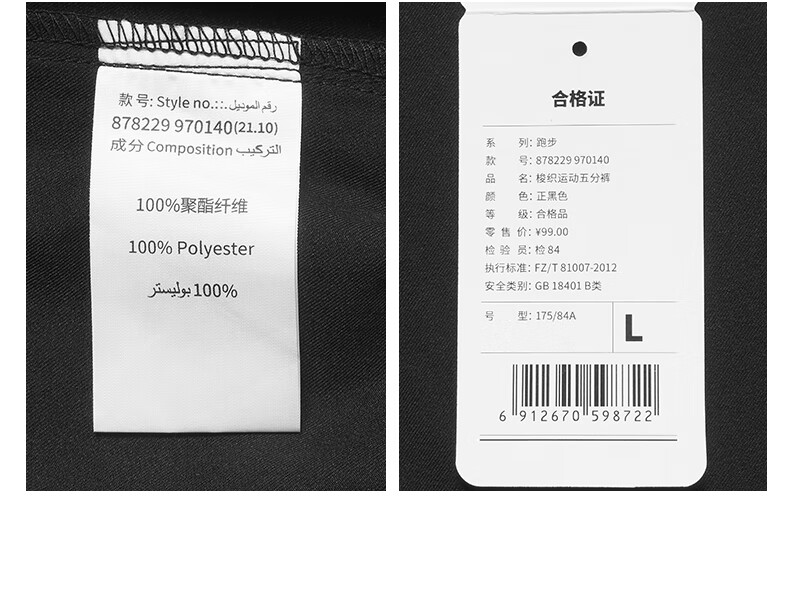 款号: Style no.::. رقم الموديل
878229 970140(21.10)
成分 Composition التركيب
100%聚酯纤维
100% Polyester
100% بوليستر
合格证
系 列: 跑步
款 号: 878229 970140
品 名: 梭织运动五分裤
颜 色: 正黑色
等 级: 合格品
零 售 价: ¥99.00
检 验 员: 检 84
执行标准: FZ/T 81007-2012
安全类别: GB 18401 B类
号 型: 175/84A
L
6 912670 598722